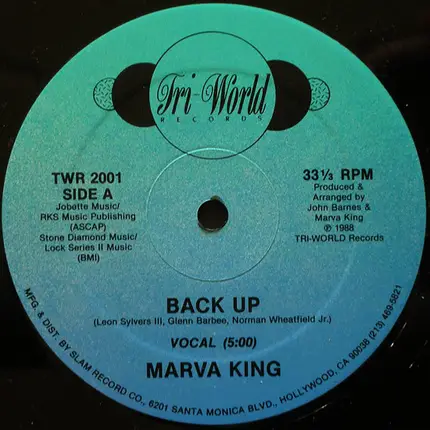 Tri-World
RECORDS
TWR 2001
SIDE A
Jobette Music/
RKS Music Publishing
(ASCAP)
Stone Diamond Music/
Lock Series II Music
(BMI)
33⅓ RPM
Produced &
Arranged by
John Barnes &
Marva King
℗ 1988
TRI-WORLD Records
BACK UP
(Leon Sylvers III, Glenn Barbee, Norman Wheatfield Jr.)
VOCAL (5:00)
MARVA KING
MFG. & DIST. BY SLAM RECORD CO., 6201 SANTA MONICA BLVD., HOLLYWOOD, CA 90038 (213) 469-5821